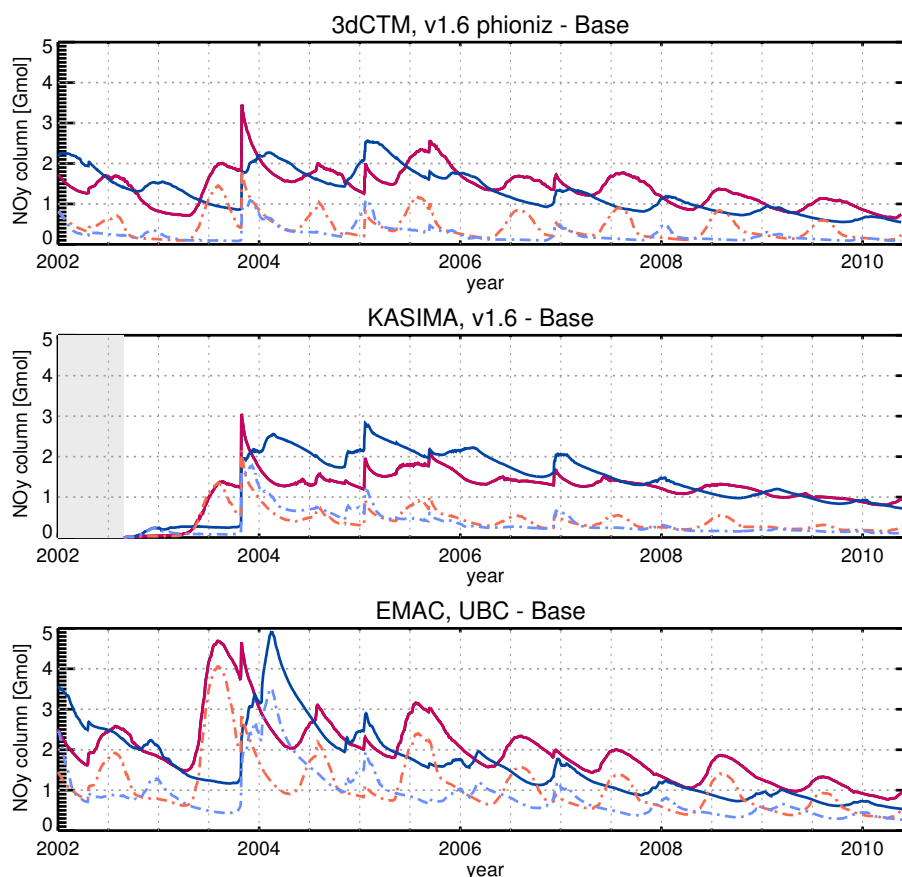 3dCTM, v1.6 phioniz - Base
NOy column [Gmol]
5
4
3
2
1
0
2002 2004 2006 2008 2010
year
KASIMA, v1.6 - Base
NOy column [Gmol]
5
4
3
2
1
0
2002 2004 2006 2008 2010
year
EMAC, UBC - Base
NOy column [Gmol]
5
4
3
2
1
0
2002 2004 2006 2008 2010
year